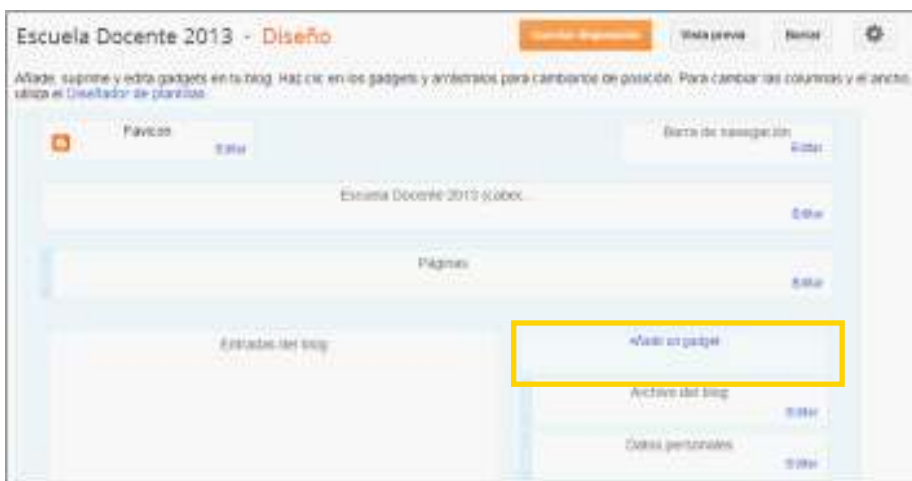 Escuela Docente 2013 - Diseño
Guardar disposición Vista previa Borrar
Añade, suprime y edita gadgets en tu blog. Haz clic en los gadgets y arrástralos para cambiarlos de posición. Para cambiar las columnas y el ancho,
utiliza el Diseñador de plantillas.
Favicon
Editar
Barra de navegación
Editar
Escuela Docente 2013 (cabec...
Editar
Páginas
Editar
Entradas del blog
Añadir un gadget
Archivo del blog
Editar
Datos personales
Editar